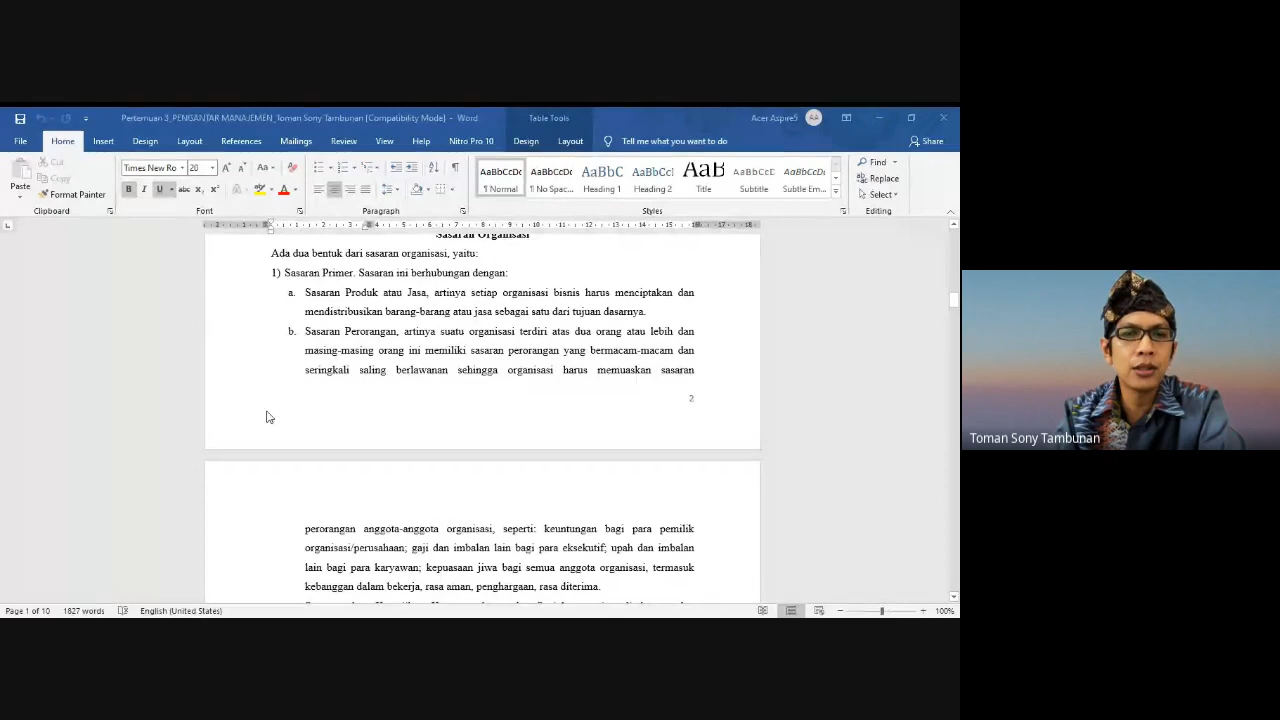 Pertemuan 3_PENGANTAR MANAJEMEN_Toman Sony Tambunan [Compatibility Mode] - Word
Table Tools
Acer Aspire5
AA
File Home Insert Design Layout References Mailings Review View Help Nitro Pro 10 Design Layout Tell me what you want to do Share
Paste
Cut
Copy
Format Painter
Clipboard
Times New Ro 20
Font
Paragraph
AaBbCcDc AaBbCcDc AaBbC AaBbCcI AaB AaBbCcC AaBbCcDc
¶ Normal ¶ No Spac... Heading 1 Heading 2 Title Subtitle Subtle Em...
Styles
Find
Replace
Select
Editing
Sasaran Organisasi
Ada dua bentuk dari sasaran organisasi, yaitu:
1) Sasaran Primer. Sasaran ini berhubungan dengan:
a. Sasaran Produk atau Jasa, artinya setiap organisasi bisnis harus menciptakan dan
mendistribusikan barang-barang atau jasa sebagai satu dari tujuan dasarnya.
b. Sasaran Perorangan, artinya suatu organisasi terdiri atas dua orang atau lebih dan
masing-masing orang ini memiliki sasaran perorangan yang bermacam-macam dan
seringkali saling berlawanan sehingga organisasi harus memuaskan sasaran
2
perorangan anggota-anggota organisasi, seperti: keuntungan bagi para pemilik
organisasi/perusahaan; gaji dan imbalan lain bagi para eksekutif; upah dan imbalan
lain bagi para karyawan; kepuasan jiwa bagi semua anggota organisasi, termasuk
kebanggan dalam bekerja, rasa aman, penghargaan, rasa diterima.
Page 1 of 10 1827 words English (United States) 100%
Toman Sony Tambunan